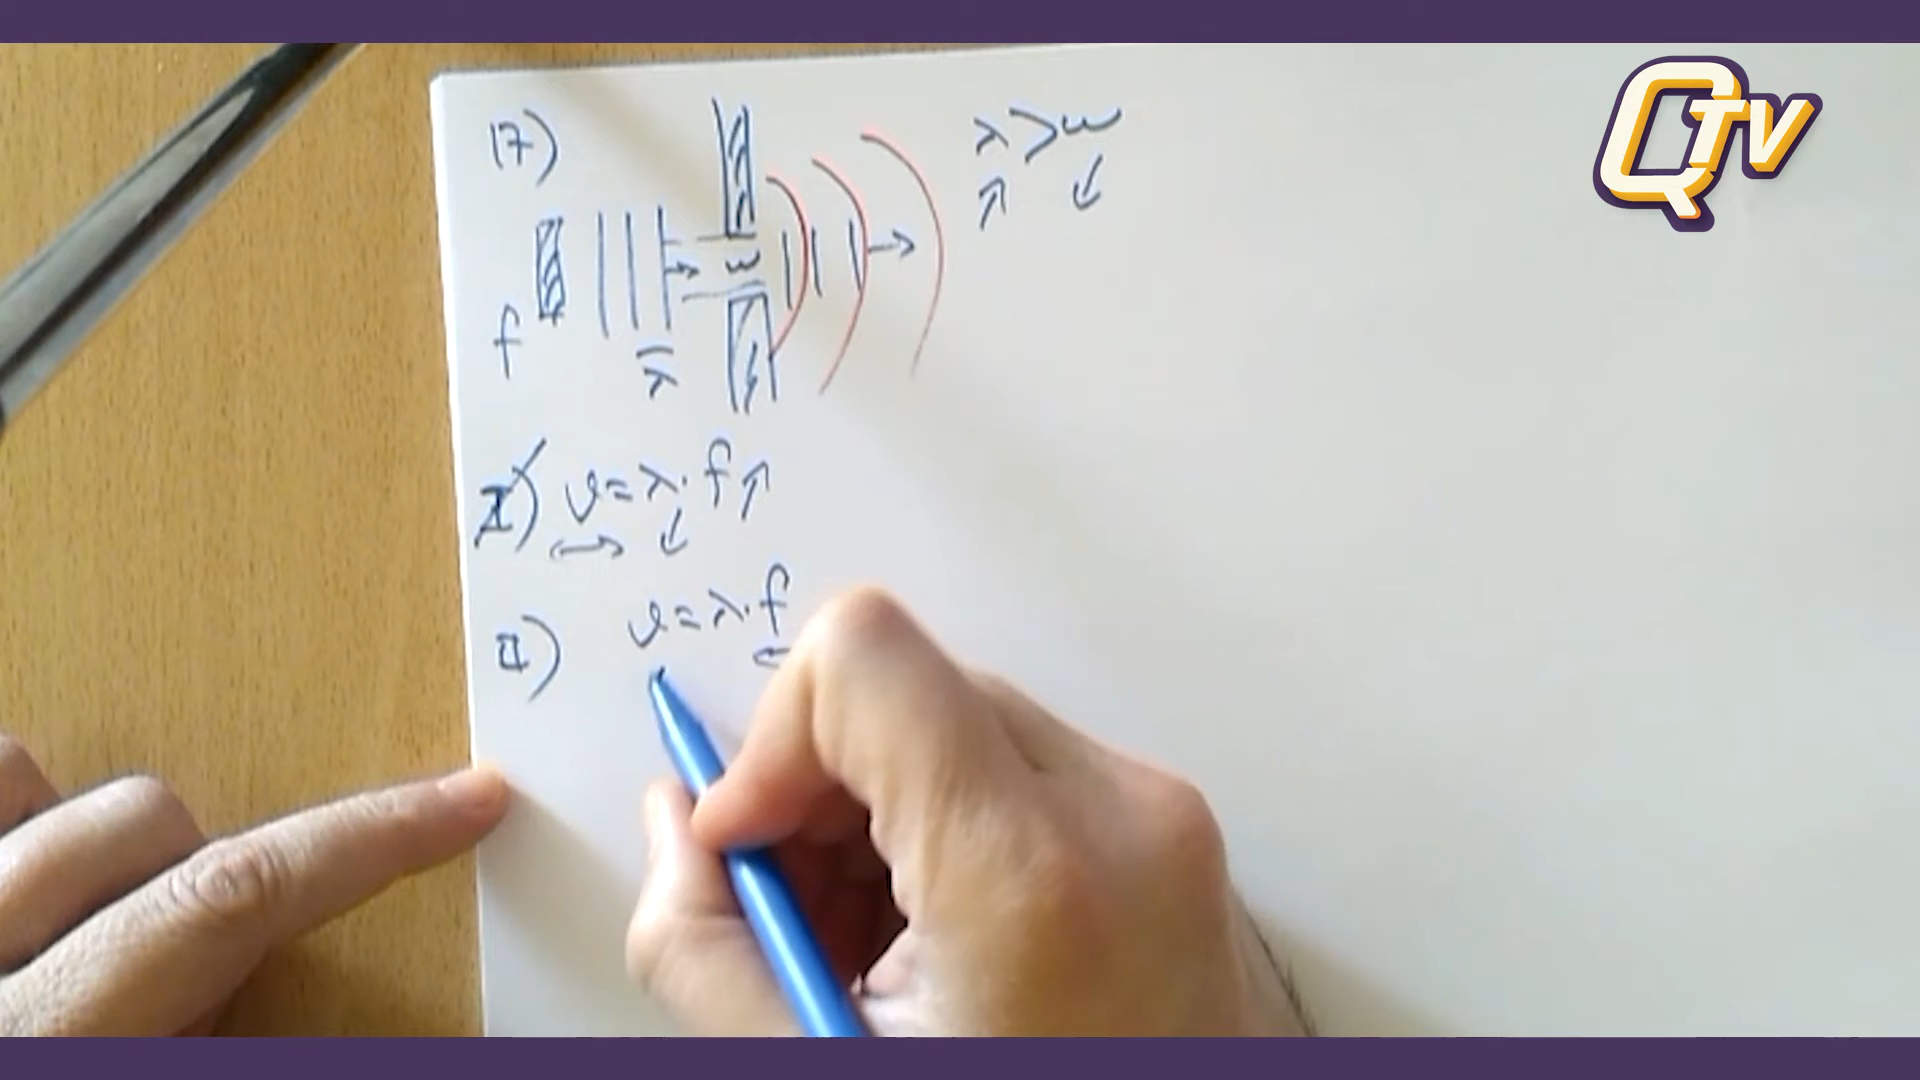 17)
λ > w
w
f
λ
I) v = λ . f
II) v = λ . f
QTV